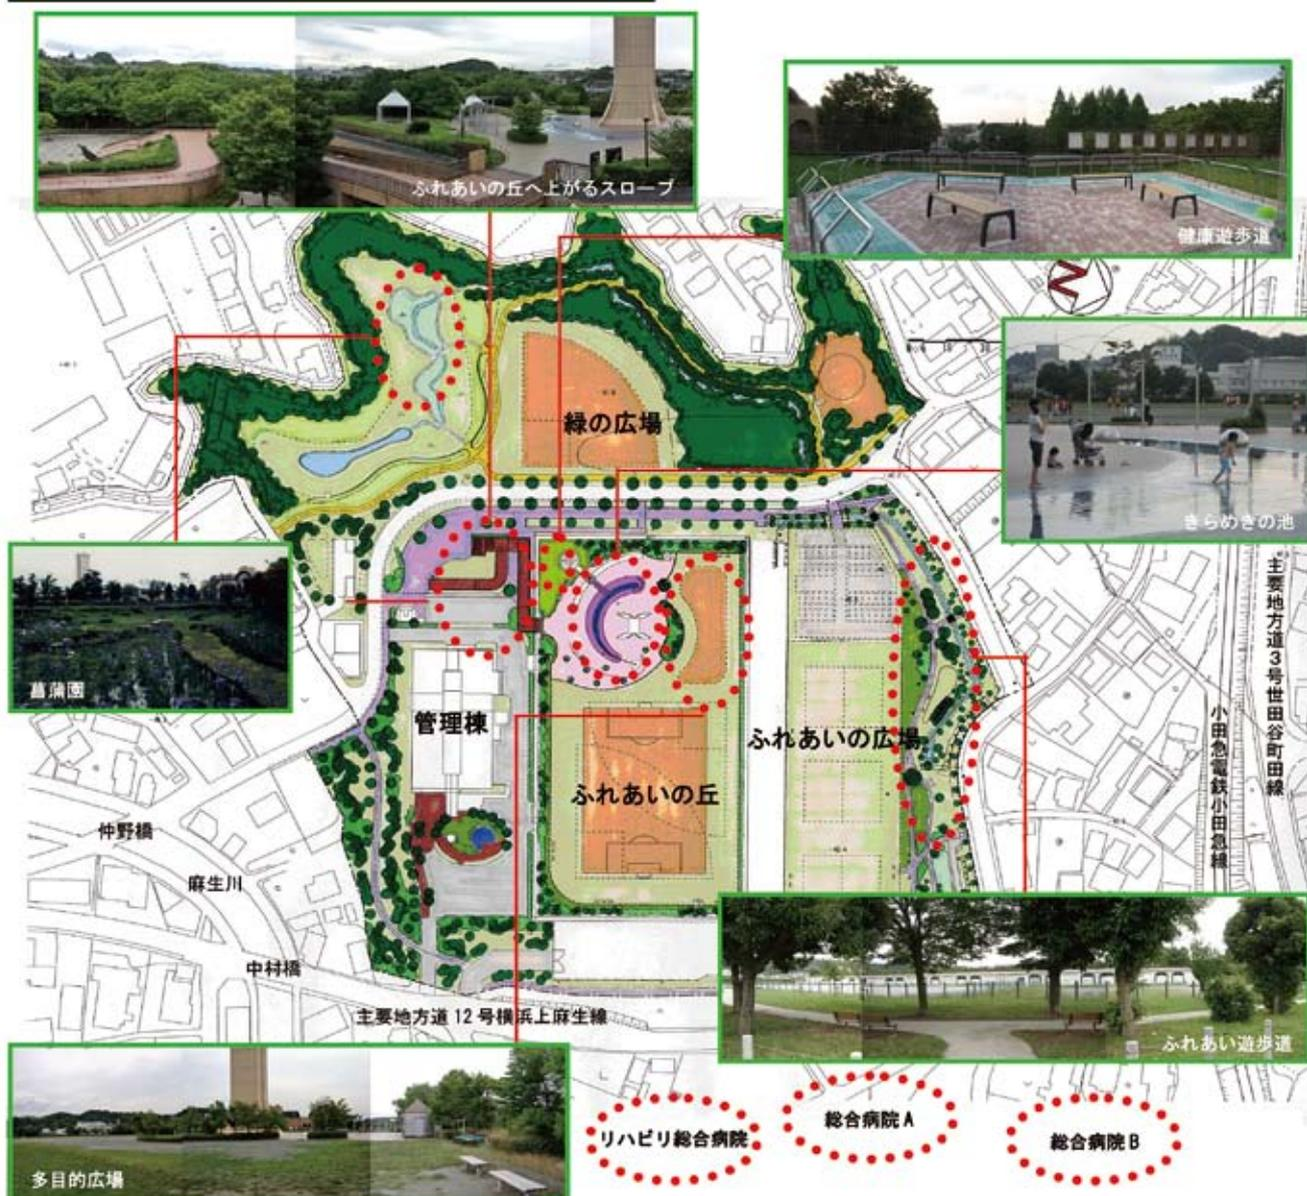 ふれあいの丘へ上がるスロープ
健康遊歩道
緑の広場
きらめきの池
菖蒲園
管理棟
ふれあいの広場
ふれあいの丘
主要地方道3号世田谷町田線
小田急電鉄小田急線
仲野橋
麻生川
中村橋
主要地方道12号横浜上麻生線
ふれあい遊歩道
多目的広場
リハビリ総合病院
総合病院A
総合病院B